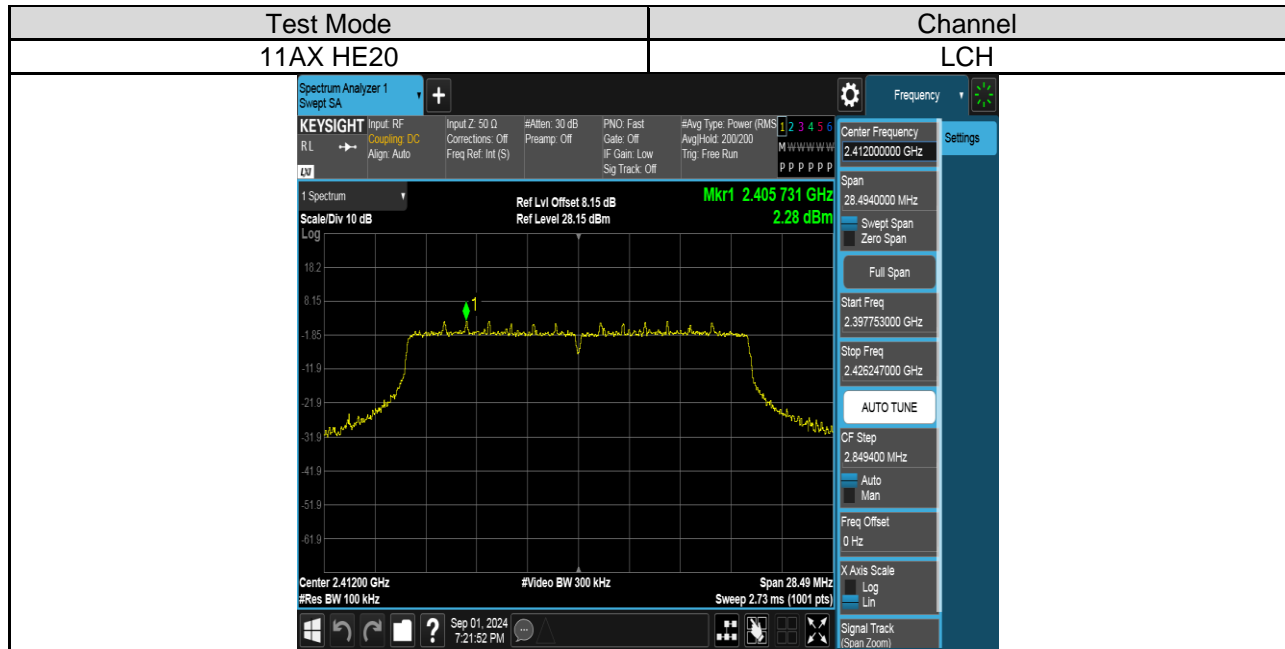 Test Mode Channel
11AX HE20 LCH
Spectrum Analyzer 1
Swept SA
+
Frequency
KEYSIGHT
RL
LXI
Input: RF
Coupling: DC
Align: Auto
Input Z: 50 Ω
Corrections: Off
Freq Ref: Int (S)
#Atten: 30 dB
Preamp: Off
PNO: Fast
Gate: Off
IF Gain: Low
Sig Track: Off
#Avg Type: Power (RMS
Avg|Hold: 200/200
Trig: Free Run
1 2 3 4 5 6
M W W W W W
P P P P P P
1 Spectrum
Scale/Div 10 dB
Log
Ref Lvl Offset 8.15 dB
Ref Level 28.15 dBm
Mkr1 2.405 731 GHz
2.28 dBm
18.2
8.15
-1.85
-11.9
-21.9
-31.9
-41.9
-51.9
-61.9
1
Center 2.41200 GHz
#Res BW 100 kHz
#Video BW 300 kHz
Span 28.49 MHz
Sweep 2.73 ms (1001 pts)
?
Sep 01, 2024
7:21:52 PM
Center Frequency
2.412000000 GHz
Settings
Span
28.4940000 MHz
Swept Span
Zero Span
Full Span
Start Freq
2.397753000 GHz
Stop Freq
2.426247000 GHz
AUTO TUNE
CF Step
2.849400 MHz
Auto
Man
Freq Offset
0 Hz
X Axis Scale
Log
Lin
Signal Track
(Span Zoom)